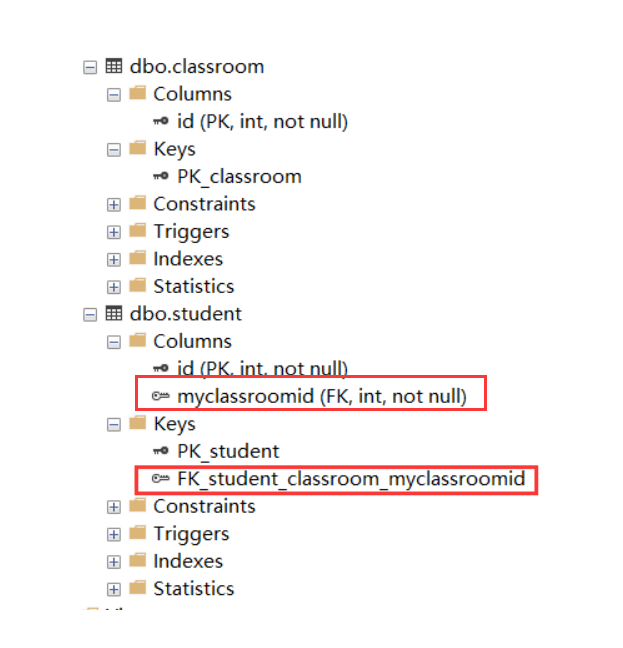 dbo.classroom
Columns
id (PK, int, not null)
Keys
PK_classroom
Constraints
Triggers
Indexes
Statistics
dbo.student
Columns
id (PK, int, not null)
myclassroomid (FK, int, not null)
Keys
PK_student
FK_student_classroom_myclassroomid
Constraints
Triggers
Indexes
Statistics